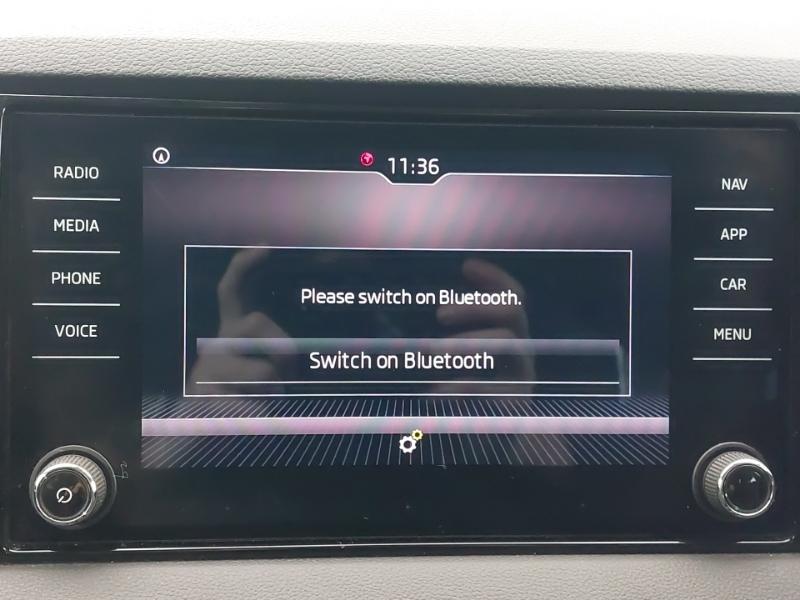 11:36
RADIO
MEDIA
PHONE
VOICE
Please switch on Bluetooth.
Switch on Bluetooth
NAV
APP
CAR
MENU